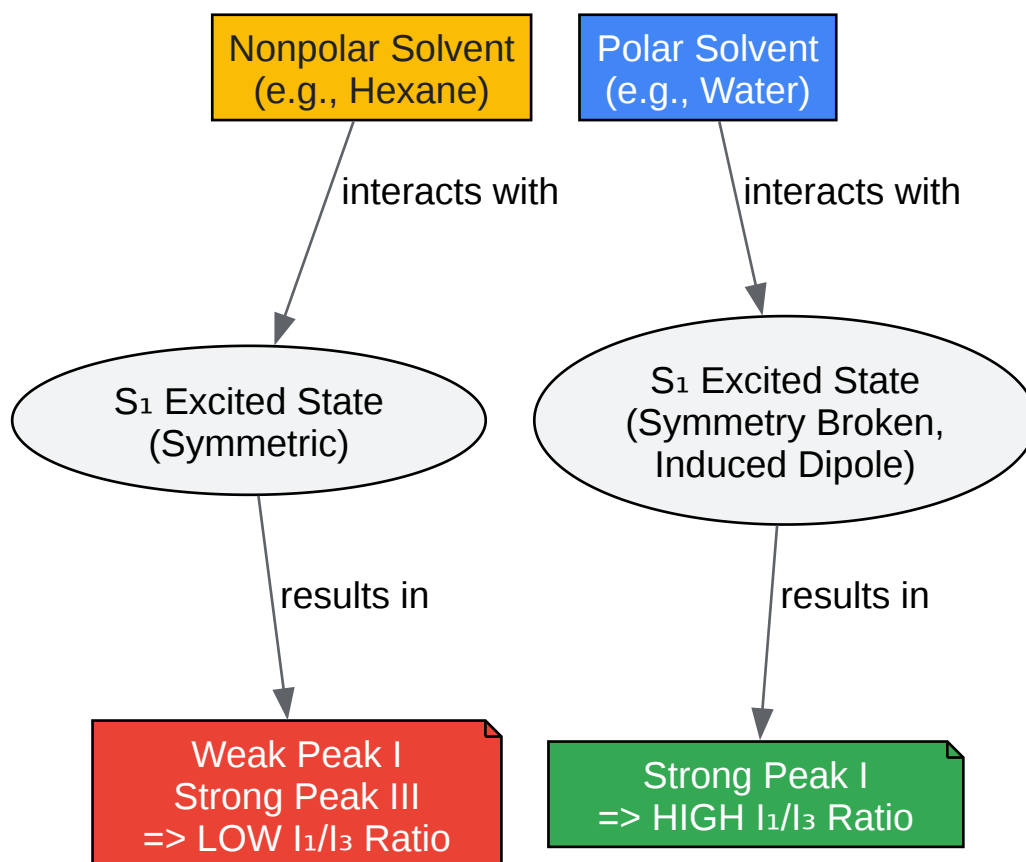 Nonpolar Solvent
(e.g., Hexane)
Polar Solvent
(e.g., Water)
interacts with
interacts with
S₁ Excited State
(Symmetric)
S₁ Excited State
(Symmetry Broken,
Induced Dipole)
results in
results in
Weak Peak I
Strong Peak III
=> LOW I₁/I₃ Ratio
Strong Peak I
=> HIGH I₁/I₃ Ratio